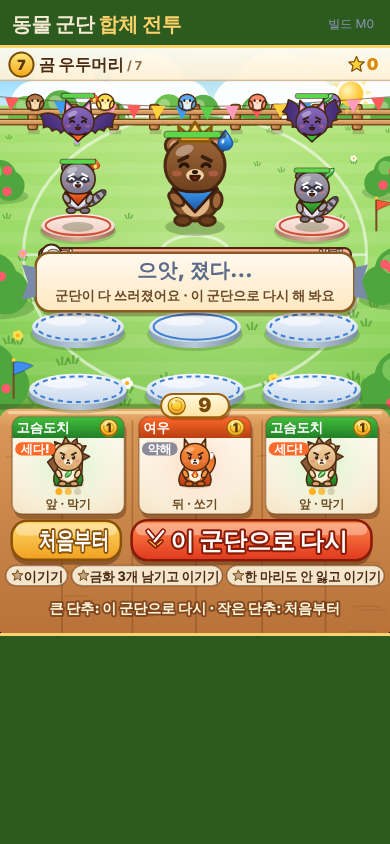 동물 군단 합체 전투
빌드 M0
7 곰 우두머리 / 7
0
으앗, 졌다...
군단이 다 쓰러졌어요 · 이 군단으로 다시 해 봐요
9
고슴도치 1
세다!
앞 · 막기
여우 1
약해
뒤 · 쏘기
고슴도치 1
세다!
앞 · 막기
처음부터
이 군단으로 다시
이기기
금화 3개 남기고 이기기
한 마리도 안 잃고 이기기
큰 단추: 이 군단으로 다시 · 작은 단추: 처음부터